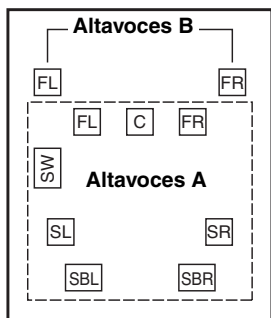 Altavoces B
FL FR
FL C FR
SW
Altavoces A
SL SR
SBL SBR